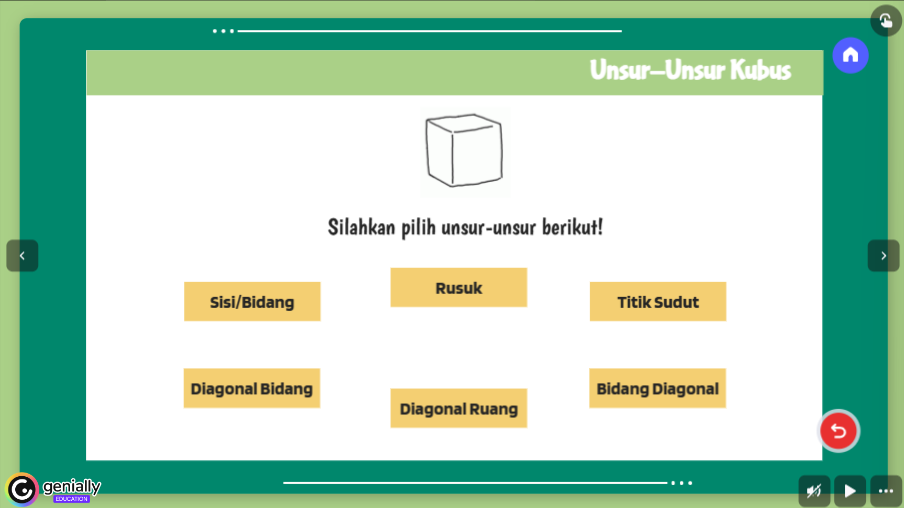 Unsur-Unsur Kubus
Silahkan pilih unsur-unsur berikut!
Sisi/Bidang
Rusuk
Titik Sudut
Diagonal Bidang
Diagonal Ruang
Bidang Diagonal
genially
EDUCATION